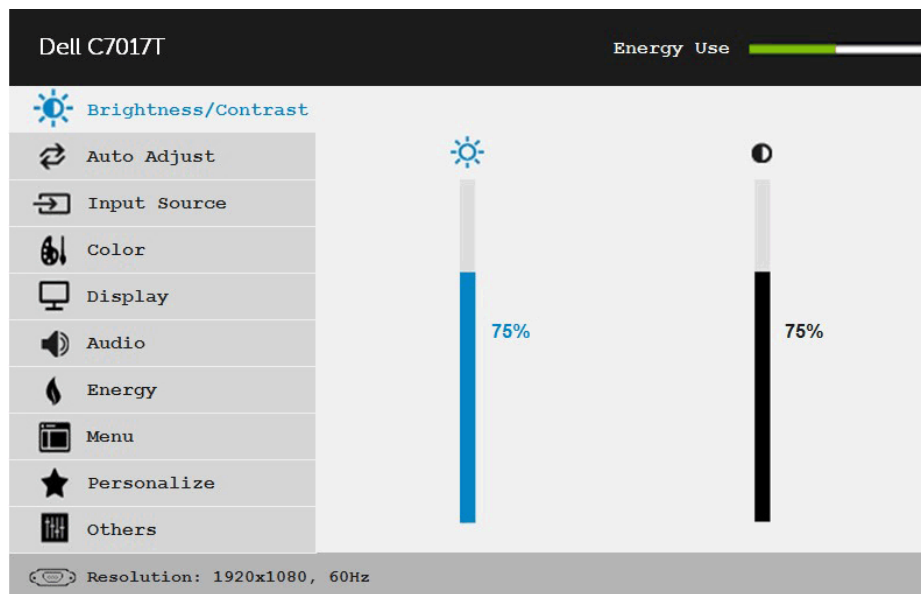 Dell C7017T
Energy Use
Brightness/Contrast
Auto Adjust
Input Source
Color
Display
Audio
Energy
Menu
Personalize
Others
75%
75%
Resolution: 1920x1080, 60Hz